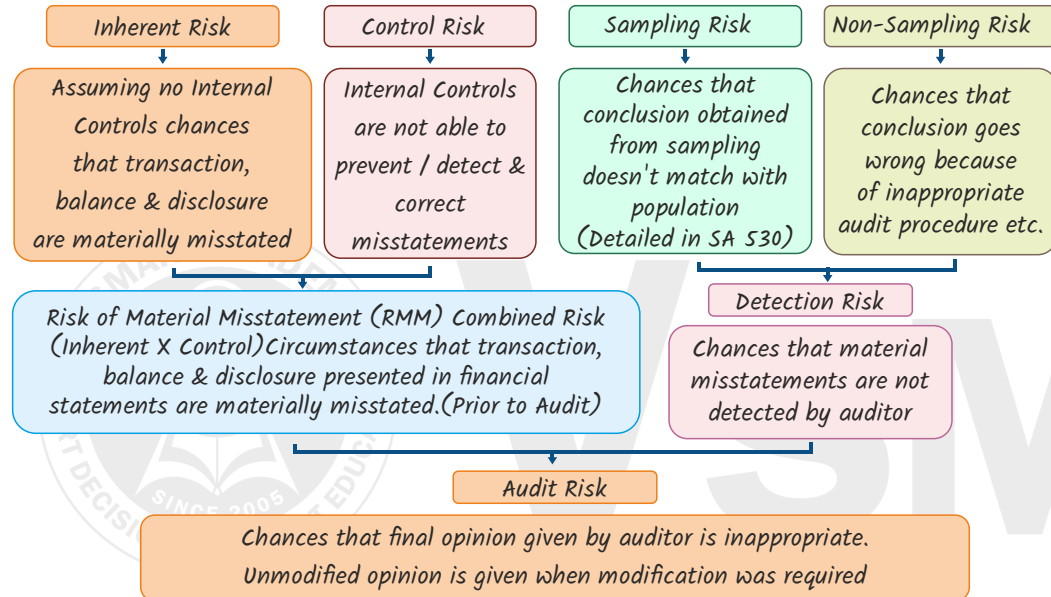 Inherent Risk
Control Risk
Sampling Risk
Non-Sampling Risk
Assuming no Internal
Controls chances
that transaction,
balance & disclosure
are materially misstated
Internal Controls
are not able to
prevent / detect &
correct
misstatements
Chances that
conclusion obtained
from sampling
doesn't match with
population
(Detailed in SA 530)
Chances that
conclusion goes
wrong because
of inappropriate
audit procedure etc.
Risk of Material Misstatement (RMM) Combined Risk
(Inherent X Control)Circumstances that transaction,
balance & disclosure presented in financial
statements are materially misstated.(Prior to Audit)
Detection Risk
Chances that material
misstatements are not
detected by auditor
Audit Risk
Chances that final opinion given by auditor is inappropriate.
Unmodified opinion is given when modification was required
SINCE 2005